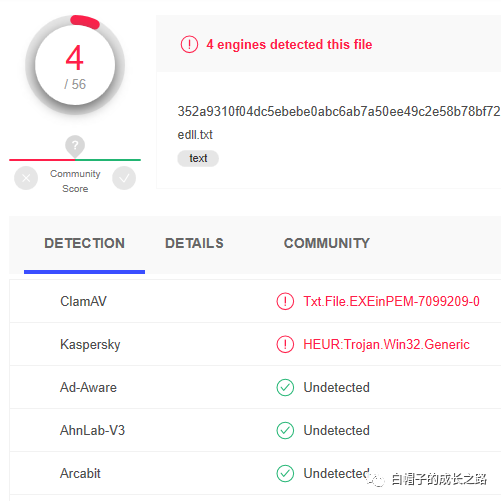 4
/ 56
?
Community
Score
4 engines detected this file
352a9310f04dc5ebebe0abc6ab7a50ee49c2e58b78bf72
edll.txt
text
DETECTION DETAILS COMMUNITY
ClamAV Txt.File.EXEinPEM-7099209-0
Kaspersky HEUR:Trojan.Win32.Generic
Ad-Aware Undetected
AhnLab-V3 Undetected
Arcabit Undetected
白帽子的成长之路